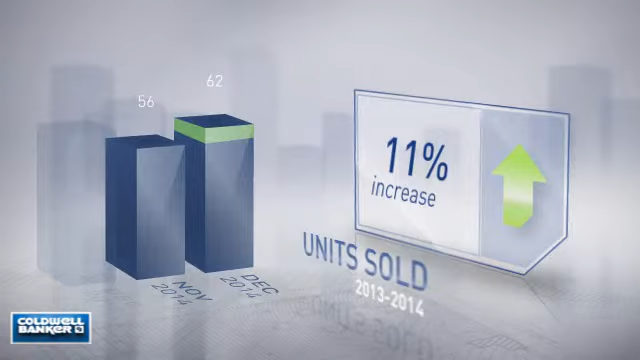 56
62
NOV
2014
DEC
2014
11%
increase
UNITS SOLD
2013-2014
COLDWELL
BANKER